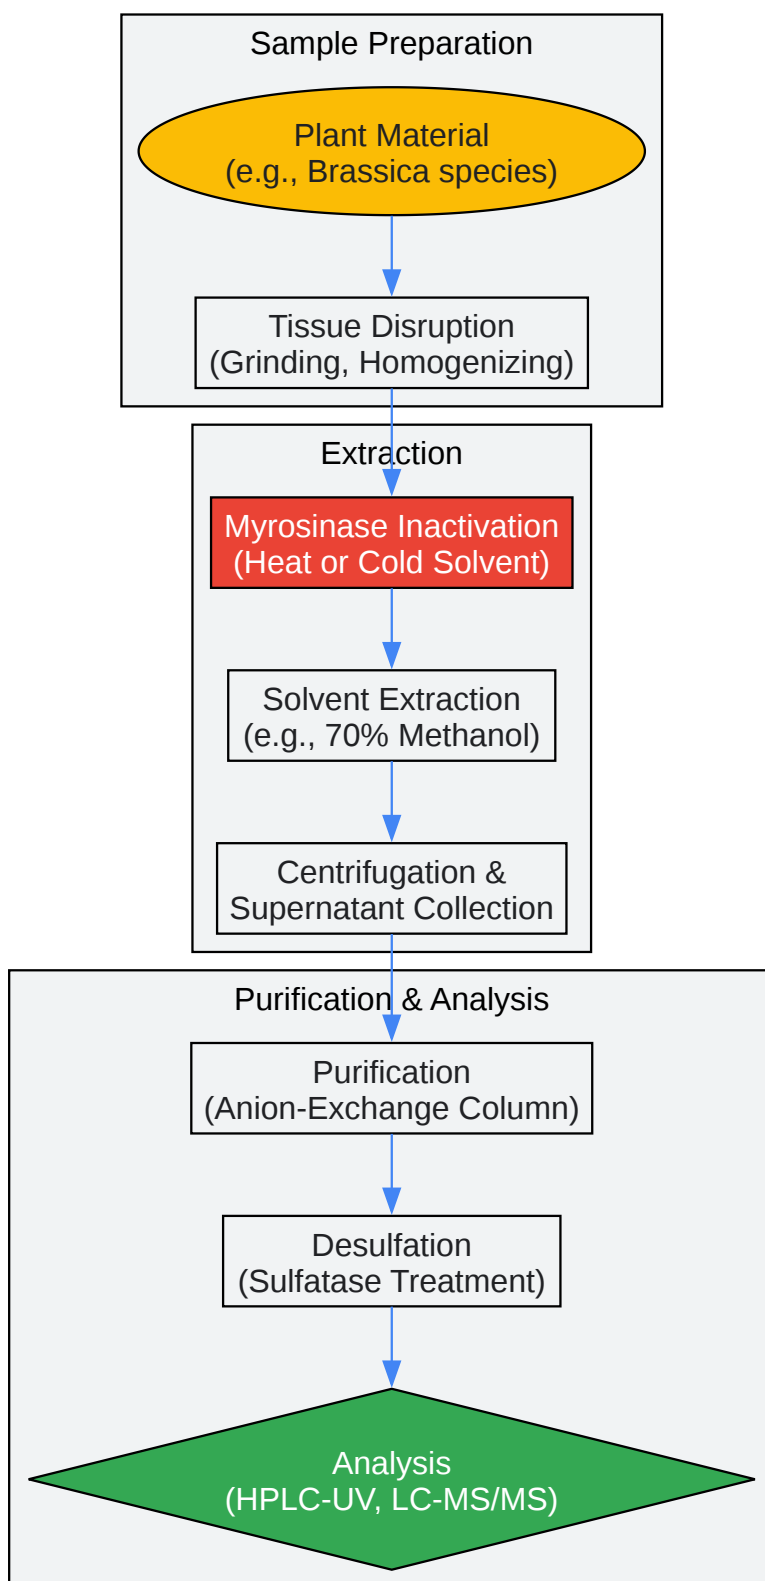 Sample Preparation
Plant Material
(e.g., Brassica species)
Tissue Disruption
(Grinding, Homogenizing)
Extraction
Myrosinase Inactivation
(Heat or Cold Solvent)
Solvent Extraction
(e.g., 70% Methanol)
Centrifugation &
Supernatant Collection
Purification & Analysis
Purification
(Anion-Exchange Column)
Desulfation
(Sulfatase Treatment)
Analysis
(HPLC-UV, LC-MS/MS)